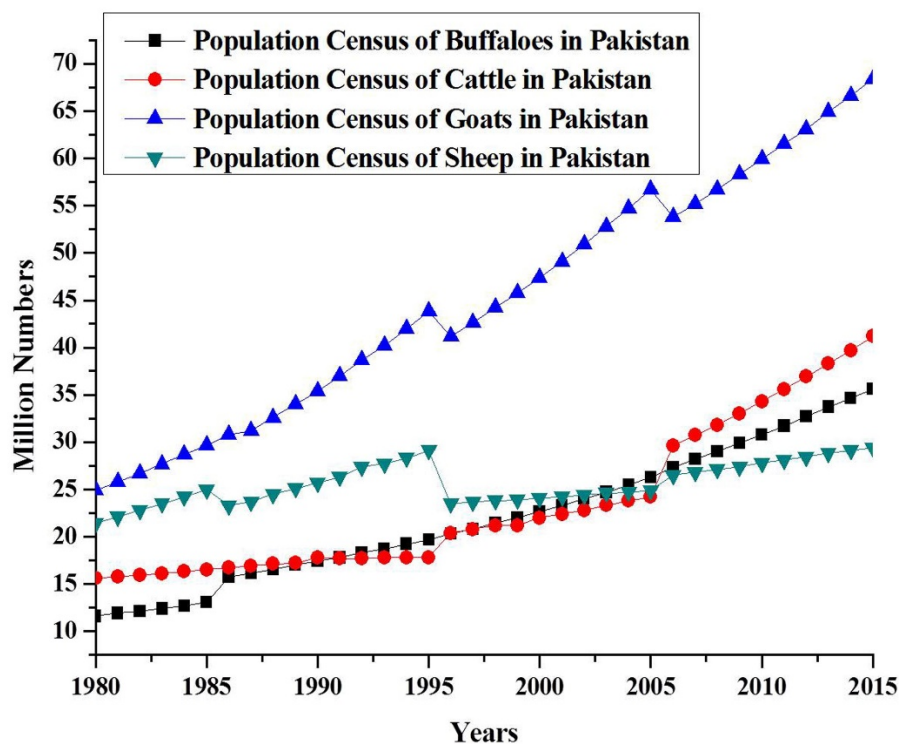 Population Census of Buffaloes in Pakistan
Population Census of Cattle in Pakistan
Population Census of Goats in Pakistan
Population Census of Sheep in Pakistan
Million Numbers
70
65
60
55
50
45
40
35
30
25
20
15
10
1980 1985 1990 1995 2000 2005 2010 2015
Years